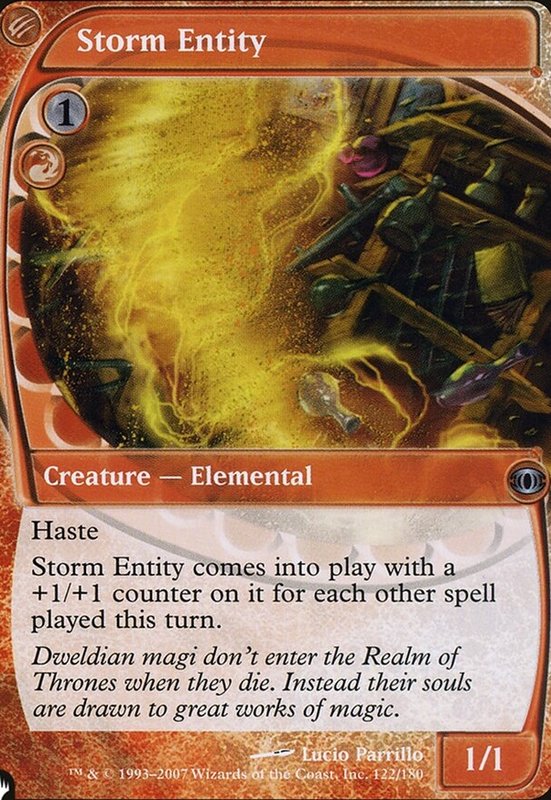 Storm Entity
1
Creature — Elemental
Haste
Storm Entity comes into play with a
+1/+1 counter on it for each other spell
played this turn.
Dweldian magi don't enter the Realm of
Thrones when they die. Instead their souls
are drawn to great works of magic.
Lucio Parrillo
™ & © 1993–2007 Wizards of the Coast, Inc. 122/180
1/1